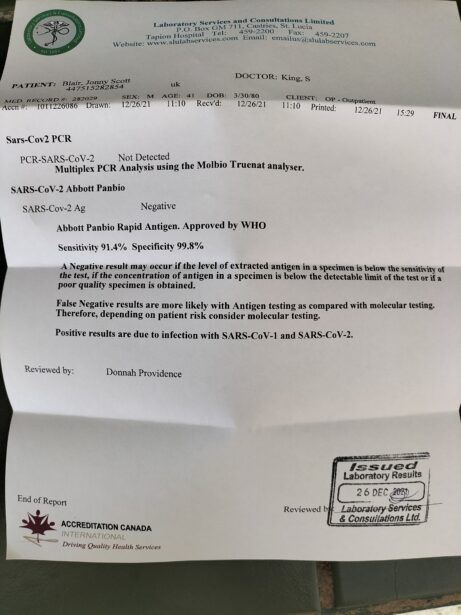 Laboratory Services and Consultations Limited
P.O. Box GM 711, Castries, St. Lucia
Tapion Hospital Tel: 459-2200 Fax: 459-2207
Website: www.slulabservices.com Email: emailus@slulabservices.com
PATIENT: Blair, Jonny Scott uk DOCTOR: King, S
447515282854
MED RECORD #: 282029 SEX: M AGE: 41 DOB: 3/30/80 CLIENT: OP - Outpatient
Accn #: 1011226086 Drawn: 12/26/21 11:10 Recv'd: 12/26/21 11:10 Printed: 12/26/21 15:29 FINAL
Sars-Cov2 PCR
PCR-SARS-CoV-2 Not Detected
Multiplex PCR Analysis using the Molbio Truenat analyser.
SARS-CoV-2 Abbott Panbio
SARS-Cov-2 Ag Negative
Abbott Panbio Rapid Antigen. Approved by WHO
Sensitivity 91.4% Specificity 99.8%
A Negative result may occur if the level of extracted antigen in a specimen is below the sensitivity of
the test, if the concentration of antigen in a specimen is below the detectable limit of the test or if a
poor quality specimen is obtained.
False Negative results are more likely with Antigen testing as compared with molecular testing.
Therefore, depending on patient risk consider molecular testing.
Positive results are due to infection with SARS-CoV-1 and SARS-CoV-2.
Reviewed by: Donnah Providence
Issued
Laboratory Results
26 DEC 2021
Reviewed by Laboratory Services
& Consultations Ltd.
End of Report
ACCREDITATION CANADA
INTERNATIONAL
Driving Quality Health Services